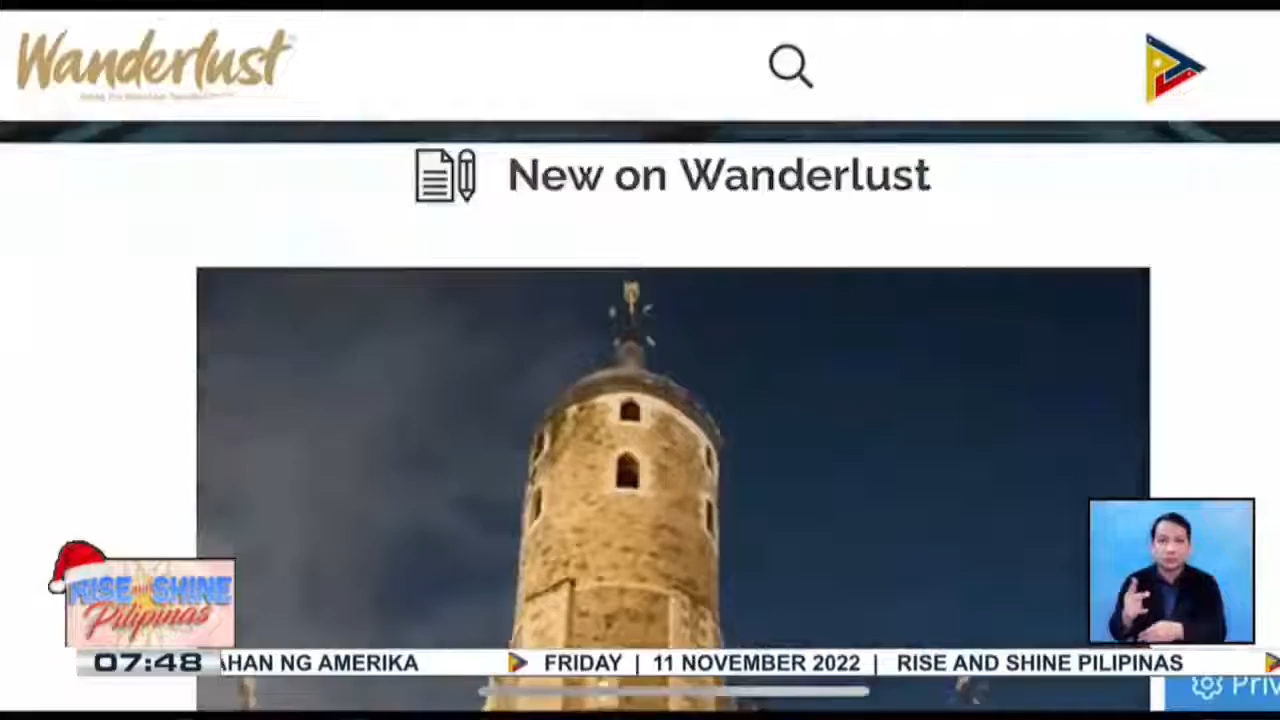 Wanderlust
New on Wanderlust
RISE AND SHINE
Pilipinas
07:48
AHAN NG AMERIKA
FRIDAY | 11 NOVEMBER 2022 | RISE AND SHINE PILIPINAS